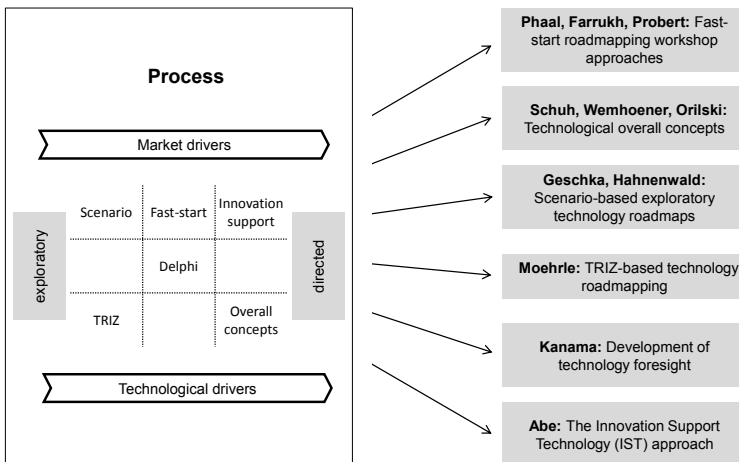 Process
Market drivers
exploratory
Scenario
Fast-start
Innovation
support
Delphi
TRIZ
Overall
concepts
directed
Technological drivers
Phaal, Farrukh, Probert: Fast-
start roadmapping workshop
approaches
Schuh, Wemhoener, Orilski:
Technological overall concepts
Geschka, Hahnenwald:
Scenario-based exploratory
technology roadmaps
Moehrle: TRIZ-based technology
roadmapping
Kanama: Development of
technology foresight
Abe: The Innovation Support
Technology (IST) approach